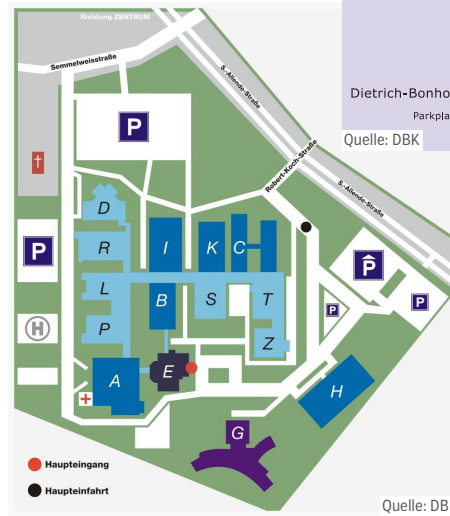 Richtung ZENTRUM
Semmelweisstraße
S.-Allende-Straße
Dietrich-Bonho
Parkpla
Quelle: DBK
P
Robert-Koch-Straße
S.-Allende-Straße
D
P
R
I
K
C
P
L
B
S
T
P
P
H
P
Z
A
E
H
G
Haupteingang
Haupteinfahrt
Quelle: DB